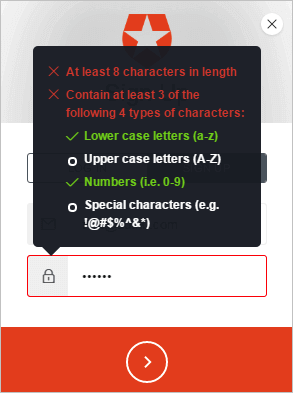 At least 8 characters in length
Contain at least 3 of the
following 4 types of characters:
Lower case letters (a-z)
Upper case letters (A-Z)
Numbers (i.e. 0-9)
Special characters (e.g.
!@#$%^&*)
••••••